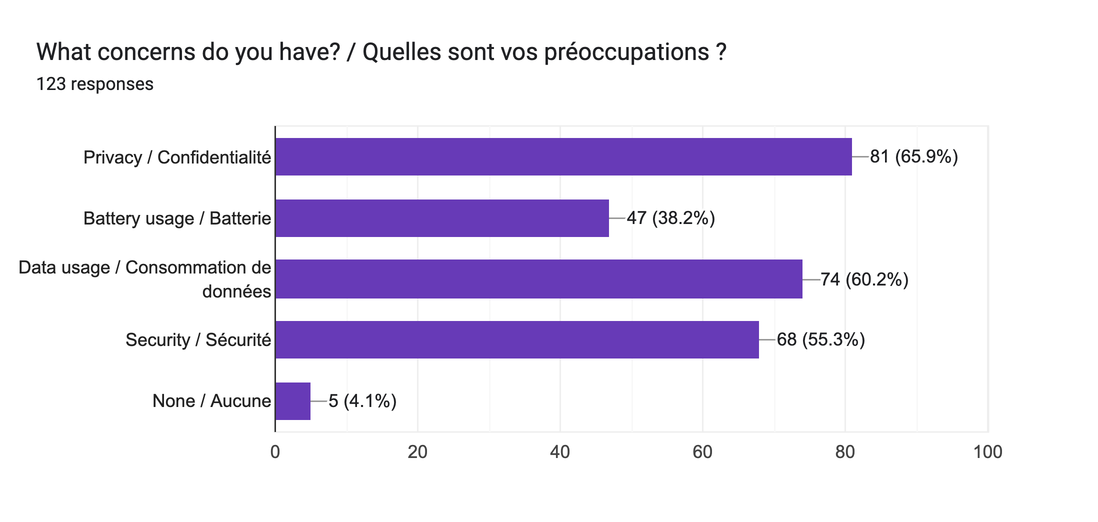 What concerns do you have? / Quelles sont vos préoccupations ?
123 responses
Privacy / Confidentialité
81 (65.9%)
Battery usage / Batterie
47 (38.2%)
Data usage / Consommation de
données
74 (60.2%)
Security / Sécurité
68 (55.3%)
None / Aucune
5 (4.1%)
0 20 40 60 80 100